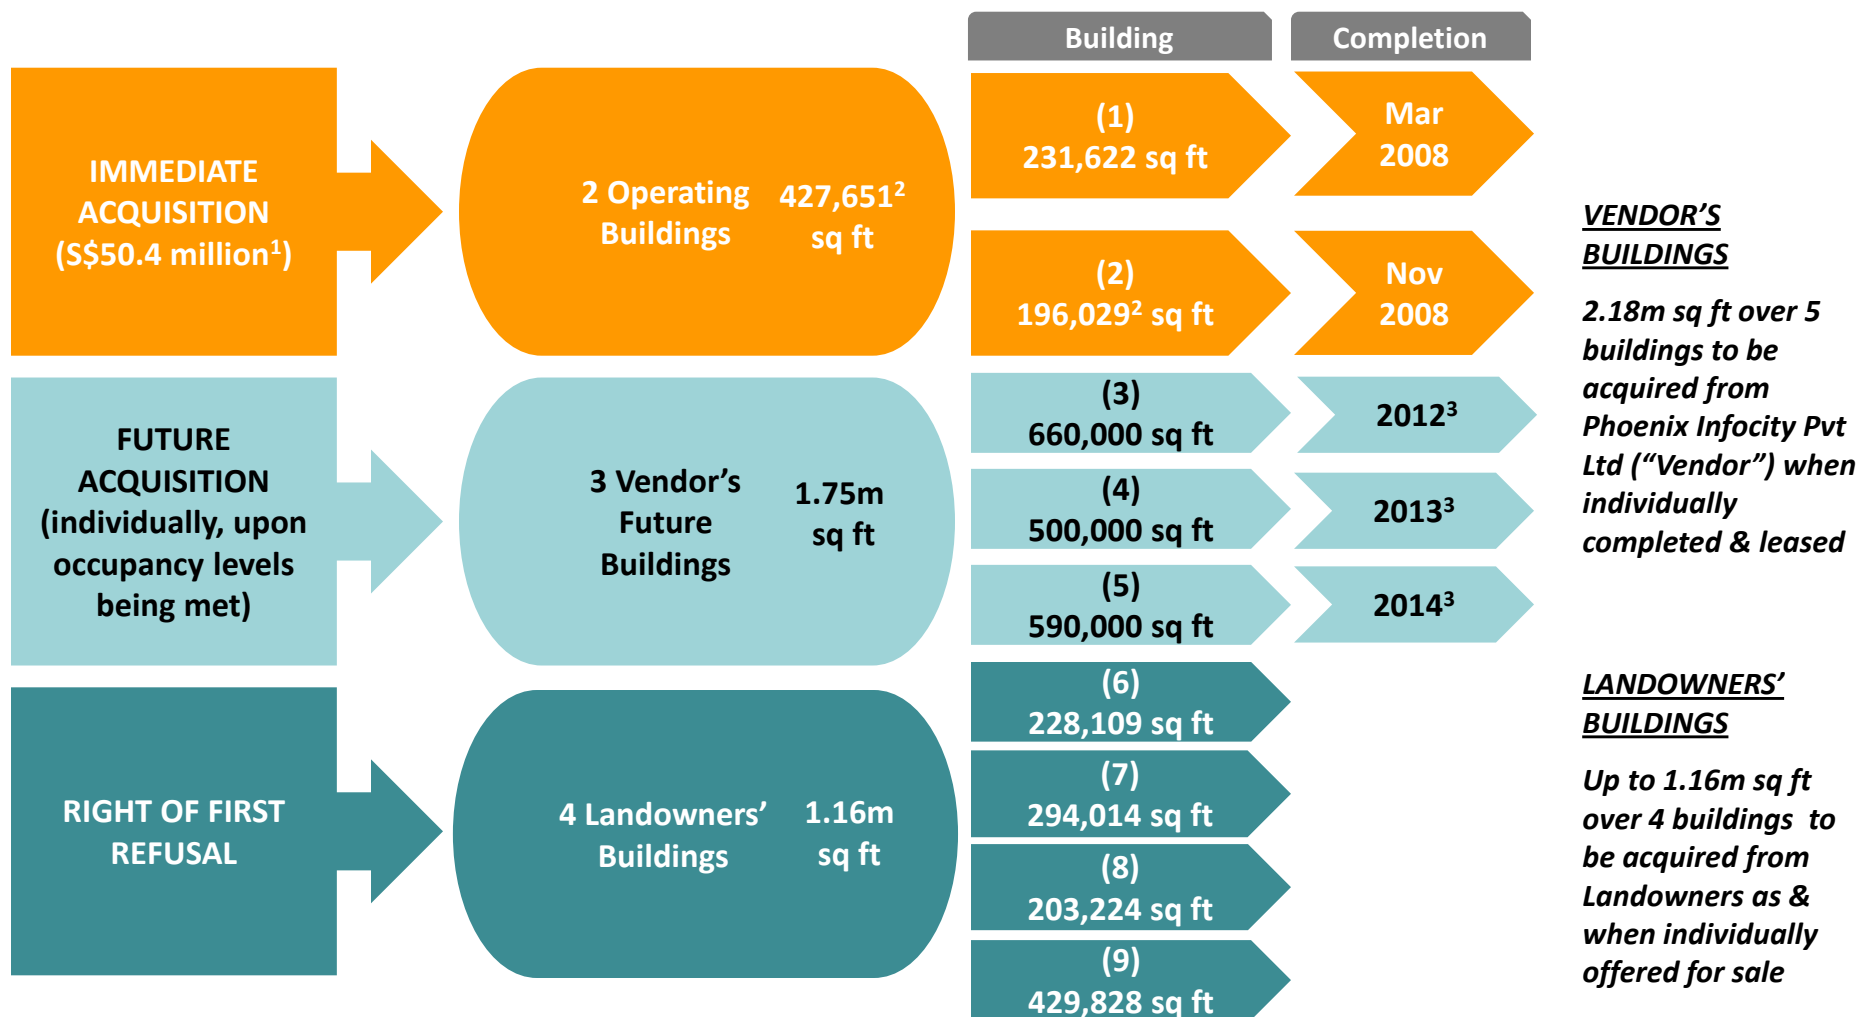 Building
Completion
IMMEDIATE
ACQUISITION
(S$50.4 million¹)
2 Operating
Buildings
427,651²
sq ft
(1)
231,622 sq ft
Mar
2008
(2)
196,029² sq ft
Nov
2008
FUTURE
ACQUISITION
(individually, upon
occupancy levels
being met)
3 Vendor's
Future
Buildings
1.75m
sq ft
(3)
660,000 sq ft
2012³
(4)
500,000 sq ft
2013³
(5)
590,000 sq ft
2014³
RIGHT OF FIRST
REFUSAL
4 Landowners’
Buildings
1.16m
sq ft
(6)
228,109 sq ft
(7)
294,014 sq ft
(8)
203,224 sq ft
(9)
429,828 sq ft
VENDOR’S
BUILDINGS
2.18m sq ft over 5
buildings to be
acquired from
Phoenix Infocity Pvt
Ltd (“Vendor”) when
individually
completed & leased
LANDOWNERS’
BUILDINGS
Up to 1.16m sq ft
over 4 buildings to
be acquired from
Landowners as &
when individually
offered for sale